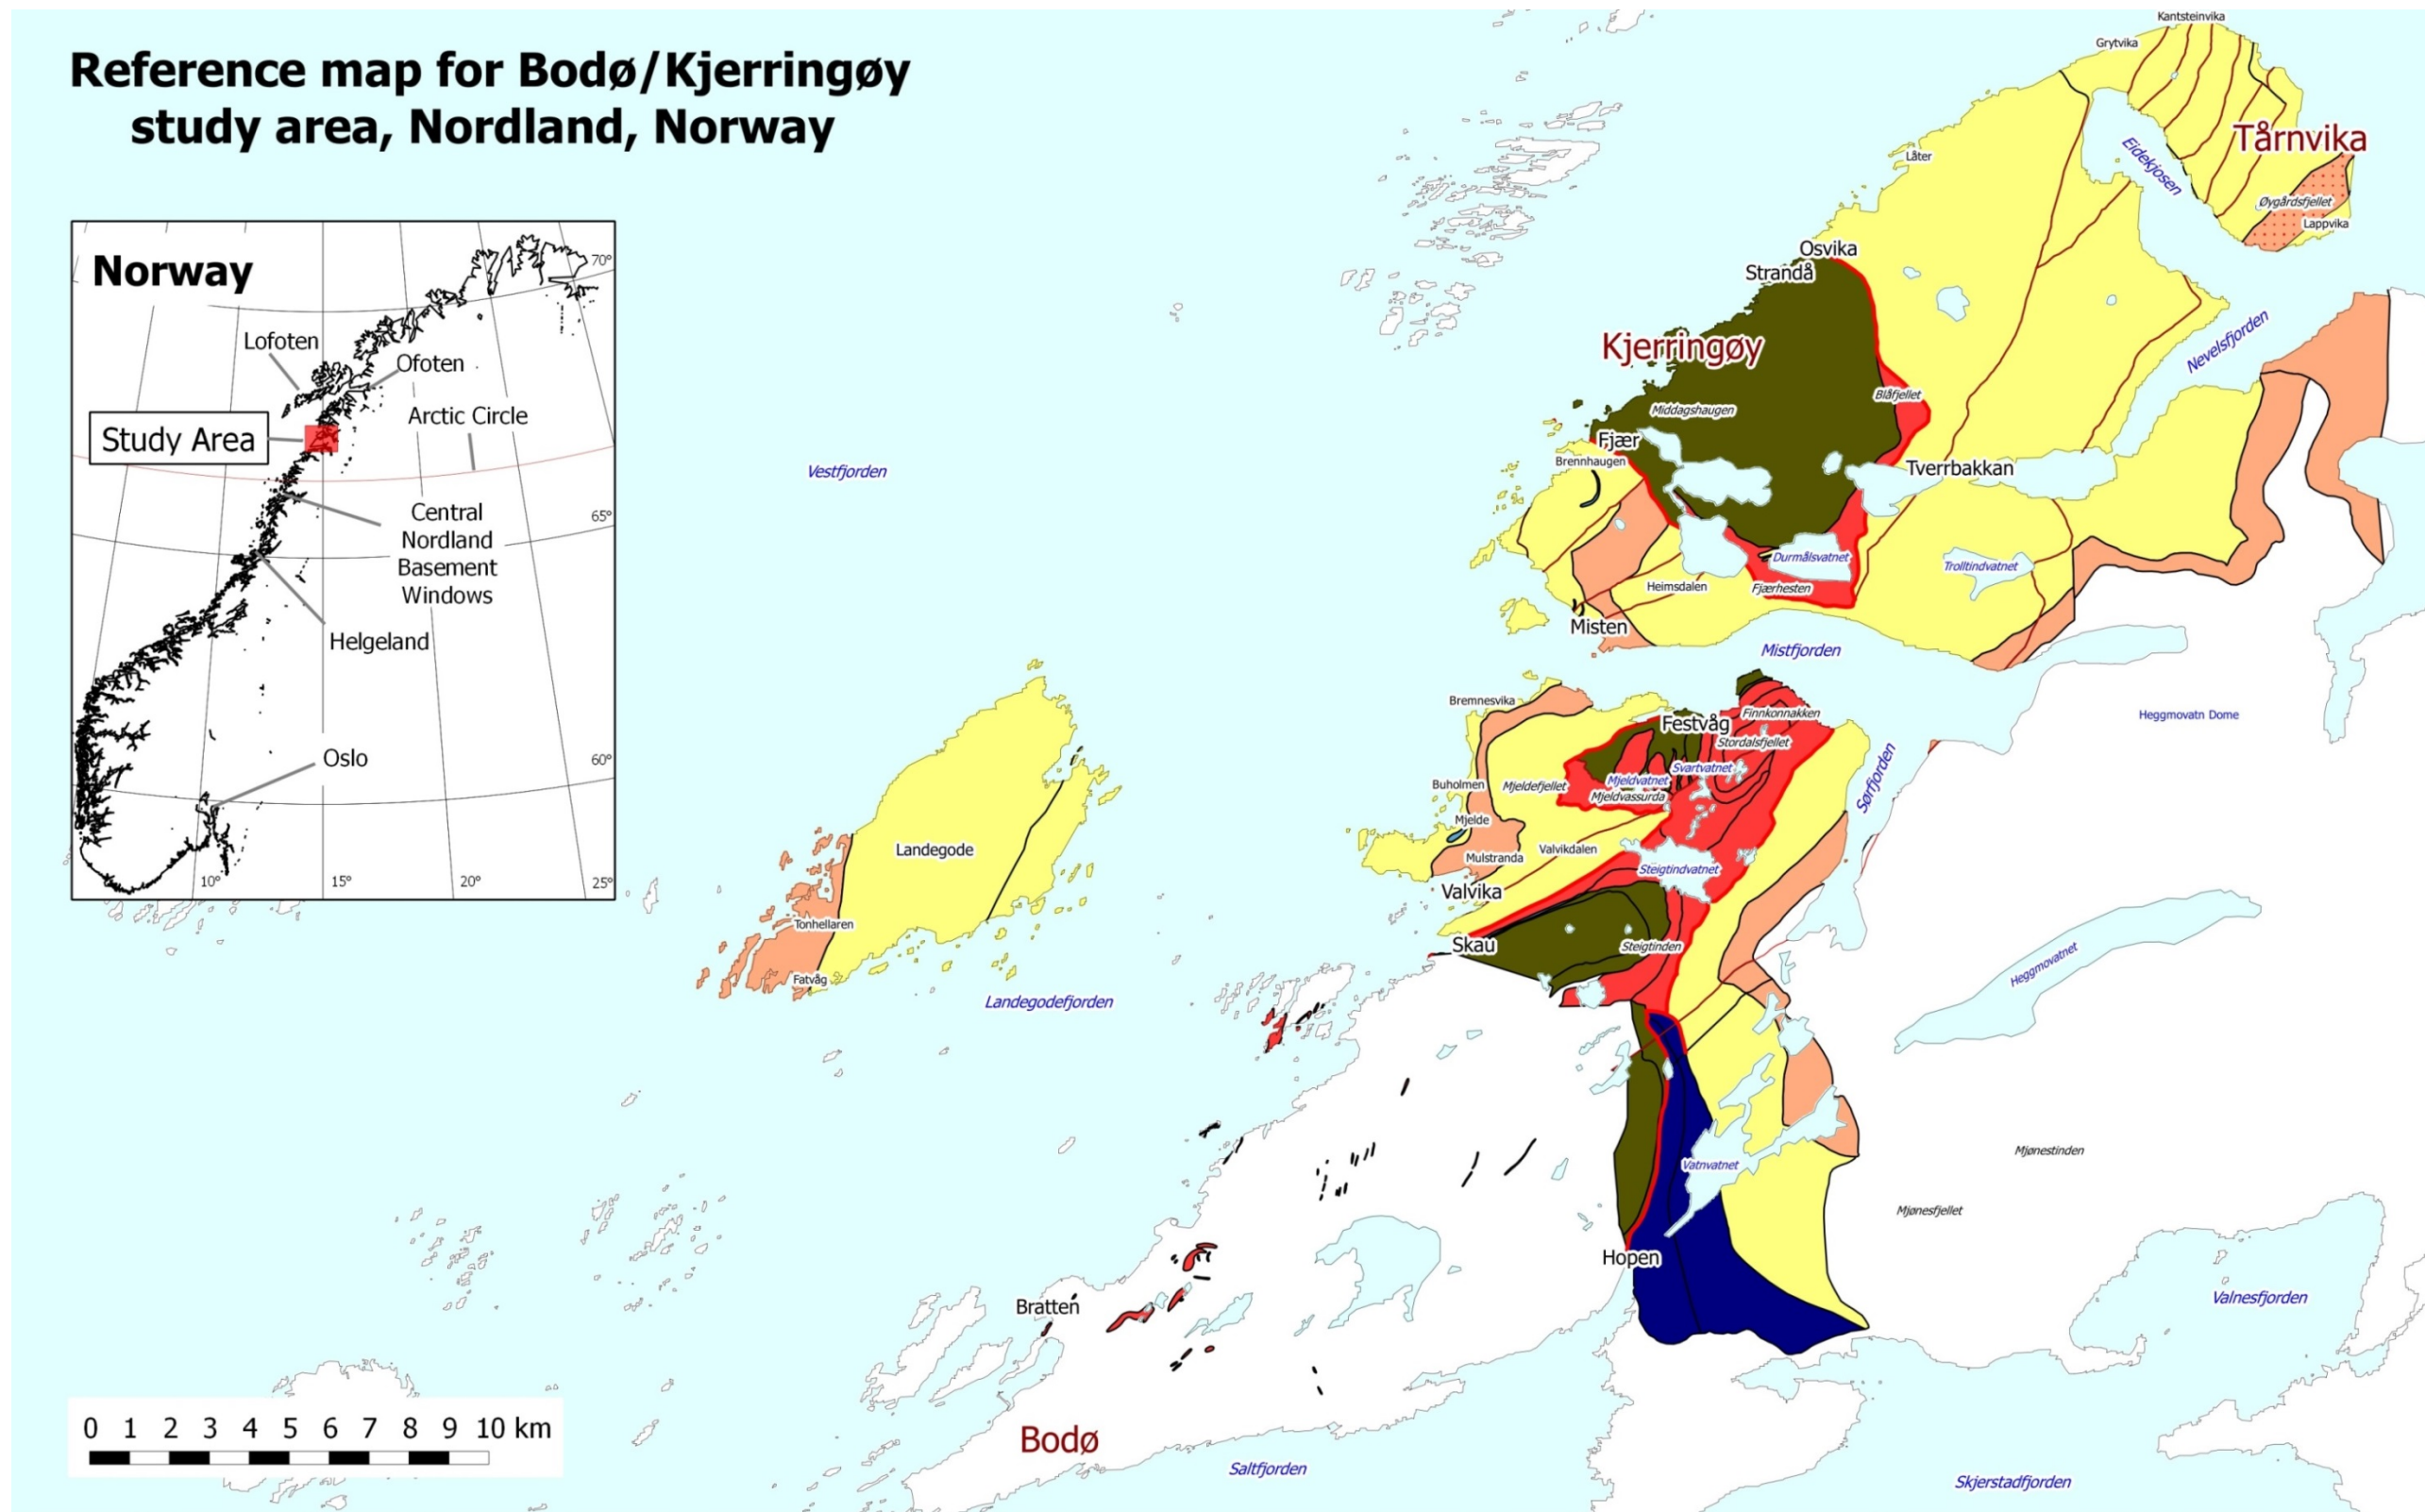 Reference map for Bodø/Kjerringøy
study area, Nordland, Norway
Norway
70°
Lofoten
Ofoten
Arctic Circle
Study Area
65°
Central
Nordland
Basement
Windows
Helgeland
Oslo
60°
10°
15°
20°
25°
0 1 2 3 4 5 6 7 8 9 10 km
Kantsteinvika
Grytvika
Tårnvika
Låter
Eidekjosen
Øygårdsfjellet
Lappvika
Osvika
Strandå
Kjerringøy
Nevelsfjorden
Blåfjellet
Middagshaugen
Fjær
Brennhaugen
Tverrbakkan
Vestfjorden
Durmålsvatnet
Trolltindvatnet
Heimsdalen
Fjærhesten
Misten
Mistfjorden
Bremnesvika
Finnkonnakken
Festvåg
Stordalsfjellet
Heggmovatn Dome
Svartvatnet
Mjeldvatnet
Buholmen
Mjeldefjellet
Mjeldvassurda
Sørfjorden
Mjelde
Landegode
Valvikdalen
Mulstranda
Steigtindvatnet
Valvika
Tonhellaren
Skau
Steigtinden
Heggmovatnet
Fatvåg
Landegodefjorden
Mjønestinden
Vatnvatnet
Mjønesfjellet
Hopen
Valnesfjorden
Bratten
Bodø
Saltfjorden
Skjerstadfjorden